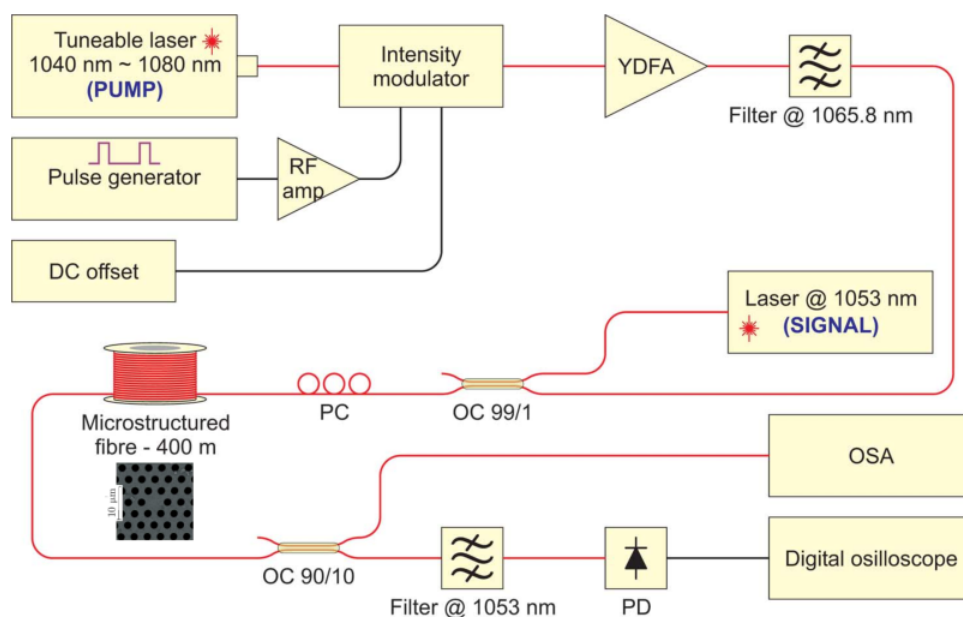 Tuneable laser
1040 nm ~ 1080 nm
(PUMP)
Intensity
modulator
YDFA
Filter @ 1065.8 nm
Pulse generator
RF
amp
DC offset
Laser @ 1053 nm
(SIGNAL)
Microstructured
fibre - 400 m
PC
OC 99/1
10 μm
OSA
OC 90/10
Filter @ 1053 nm
PD
Digital osilloscope